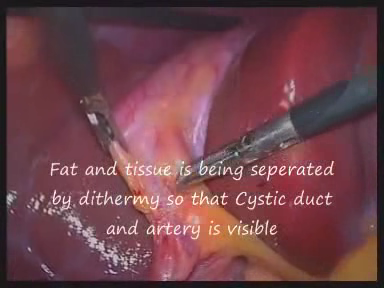 Fat and tissue is being seperated
by dithermy so that Cystic duct
and artery is visible